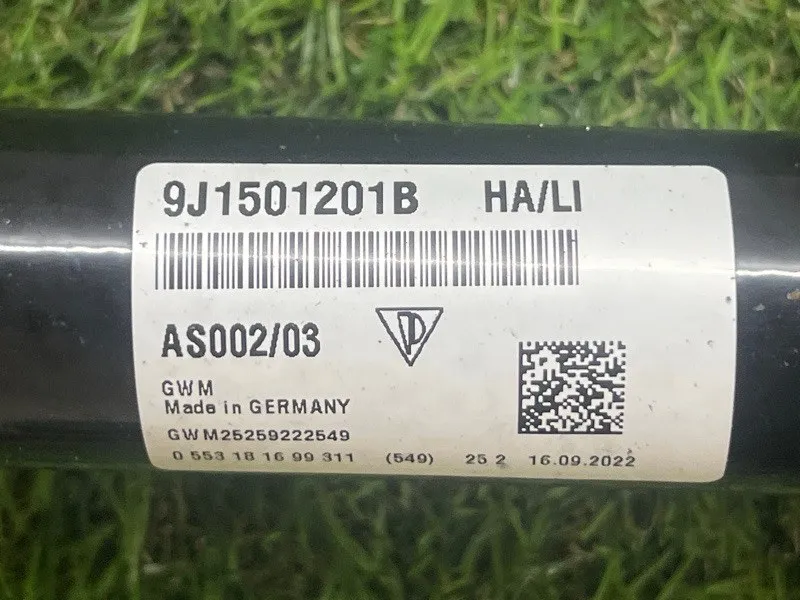 9J1501201B HA/LI
AS002/03
GWM
Made in GERMANY
GWM25259222549
0 553 18 16 99 311 (549) 25 2 16.09.2022